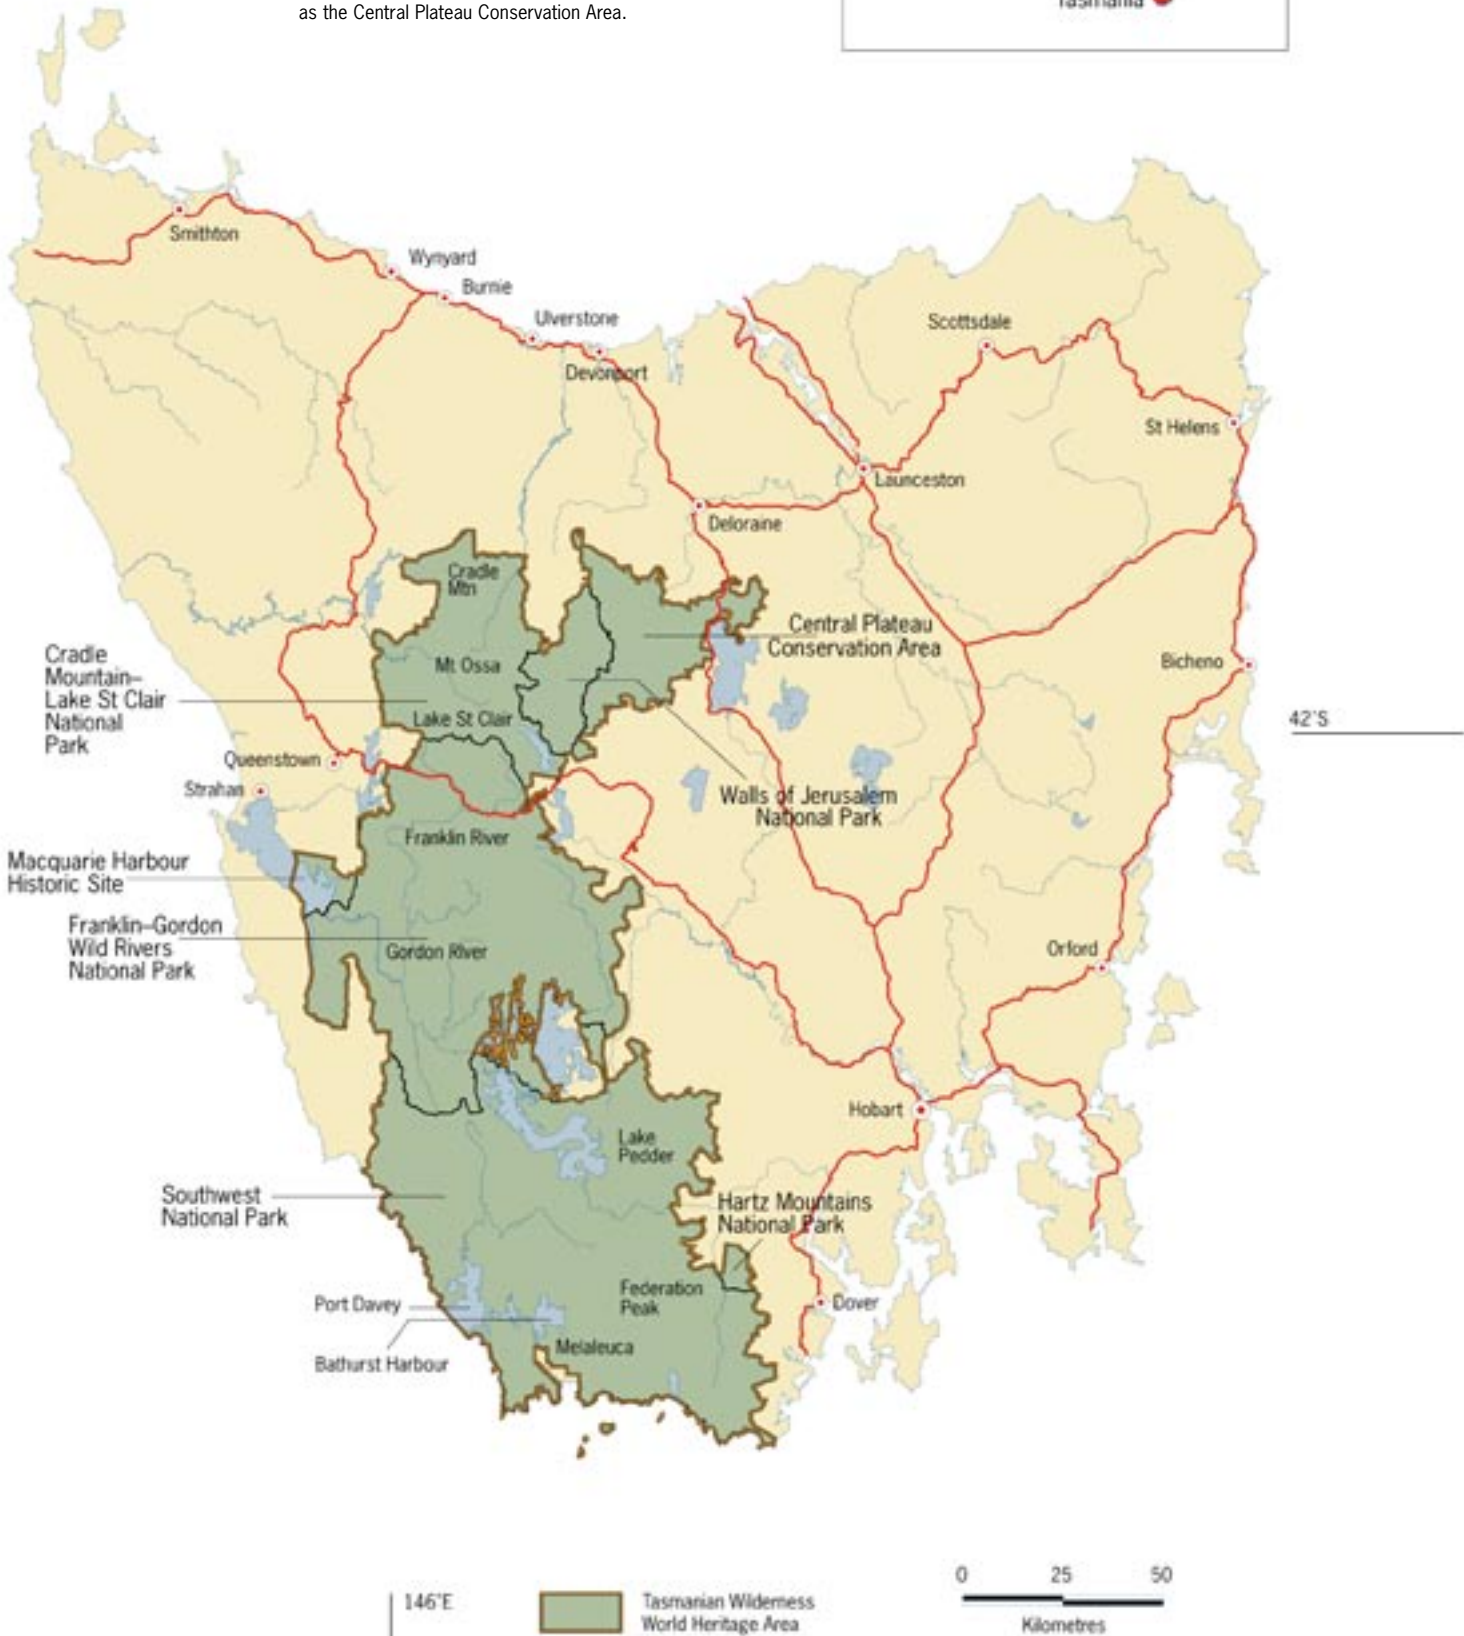 as the Central Plateau Conservation Area.
Tasmania
Smithton
Wynyard
Burnie
Ulverstone
Devonport
Scottsdale
St Helens
Launceston
Deloraine
Cradle
Mtn
Central Plateau
Conservation Area
Cradle
Mountain–
Lake St Clair
National
Park
Mt Ossa
Lake St Clair
Bicheno
42°S
Queenstown
Strahan
Walls of Jerusalem
National Park
Franklin River
Macquarie Harbour
Historic Site
Franklin–Gordon
Wild Rivers
National Park
Gordon River
Orford
Hobart
Lake
Pedder
Southwest
National Park
Hartz Mountains
National Park
Federation
Peak
Port Davey
Dover
Melaleuca
Bathurst Harbour
146°E
Tasmanian Wilderness
World Heritage Area
0 25 50
Kilometres